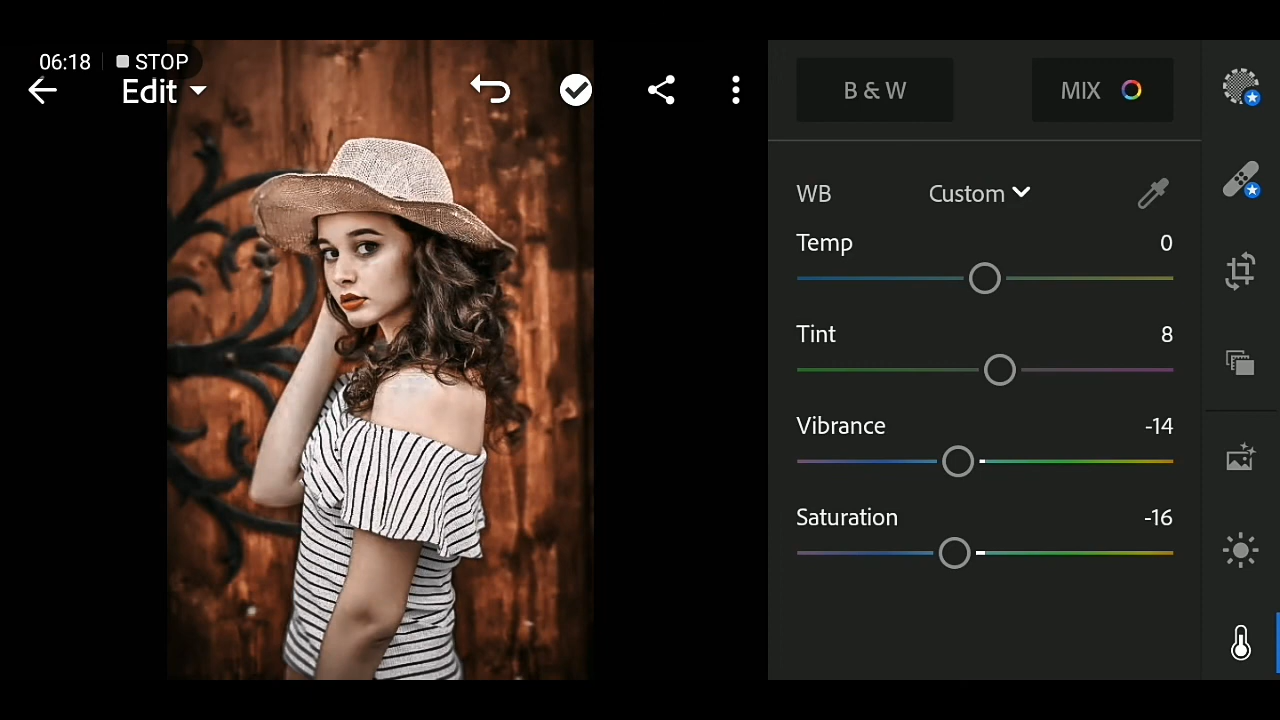 06:18 STOP
Edit
B & W MIX
WB Custom
Temp 0
Tint 8
Vibrance -14
Saturation -16